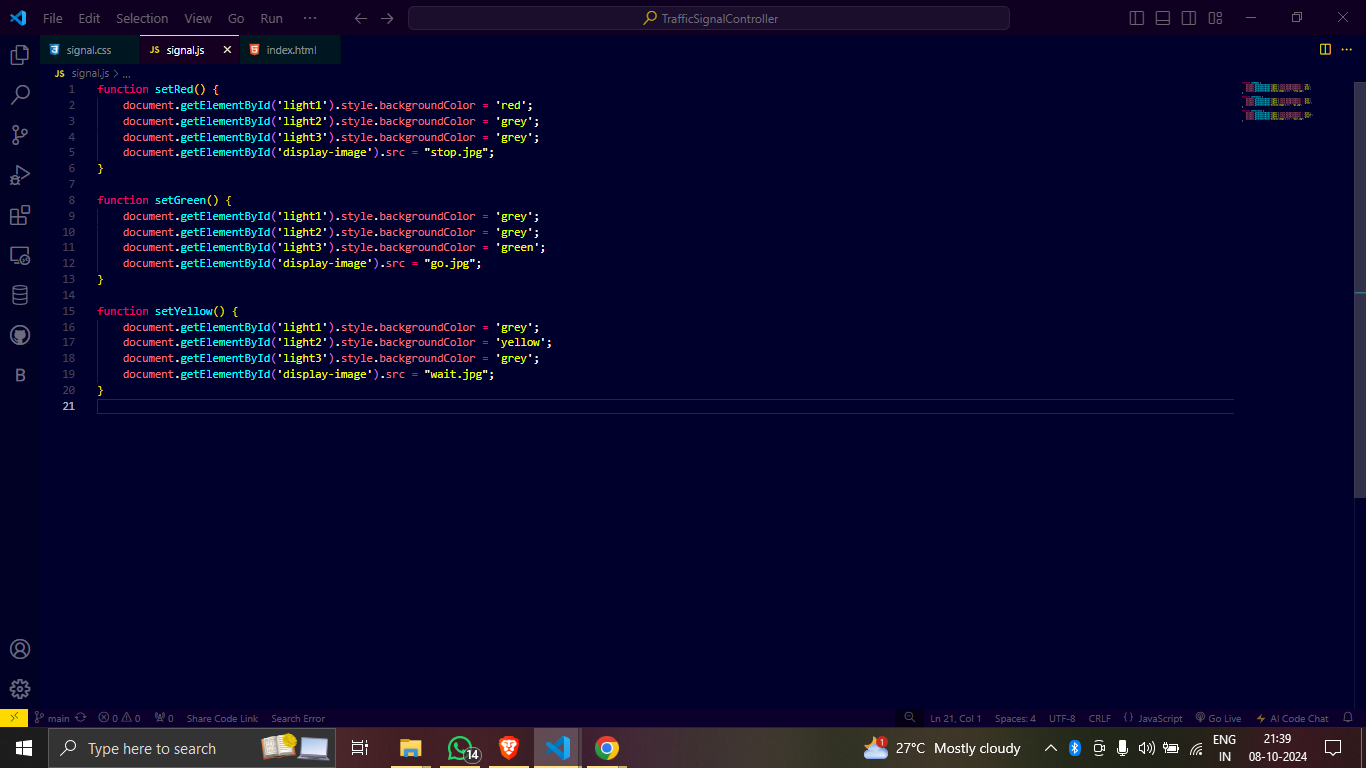 File Edit Selection View Go Run ··· TrafficSignalController
signal.css JS signal.js index.html
JS signal.js > ...
1 function setRed() {
2     document.getElementById('light1').style.backgroundColor = 'red';
3     document.getElementById('light2').style.backgroundColor = 'grey';
4     document.getElementById('light3').style.backgroundColor = 'grey';
5     document.getElementById('display-image').src = "stop.jpg";
6 }
7
8 function setGreen() {
9     document.getElementById('light1').style.backgroundColor = 'grey';
10     document.getElementById('light2').style.backgroundColor = 'grey';
11     document.getElementById('light3').style.backgroundColor = 'green';
12     document.getElementById('display-image').src = "go.jpg";
13 }
14
15 function setYellow() {
16     document.getElementById('light1').style.backgroundColor = 'grey';
17     document.getElementById('light2').style.backgroundColor = 'yellow';
18     document.getElementById('light3').style.backgroundColor = 'grey';
19     document.getElementById('display-image').src = "wait.jpg";
20 }
21
B
main 0 0 0 Share Code Link Search Error Ln 21, Col 1 Spaces: 4 UTF-8 CRLF {} JavaScript Go Live AI Code Chat
Type here to search 14 1 27°C Mostly cloudy ENG IN 21:39 08-10-2024